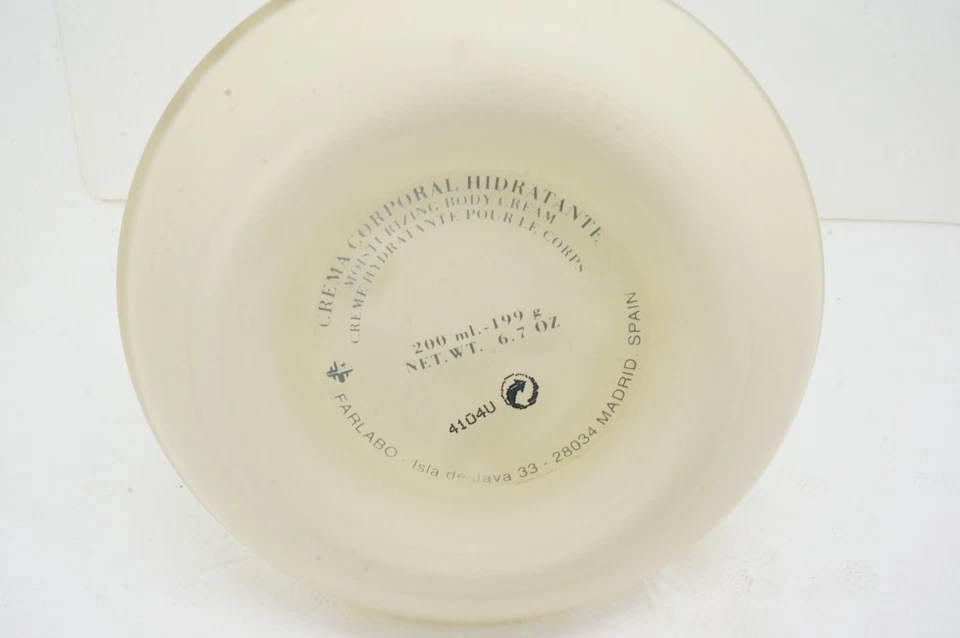 CREMA CORPORAL HIDRATANTE
MOISTURIZING BODY CREAM
CREME HYDRATANTE POUR LE CORPS
200 ml.-199 g
NET.WT. 6.7 OZ
4104U
FARLABO - Isla de Java 33 - 28034 MADRID. SPAIN